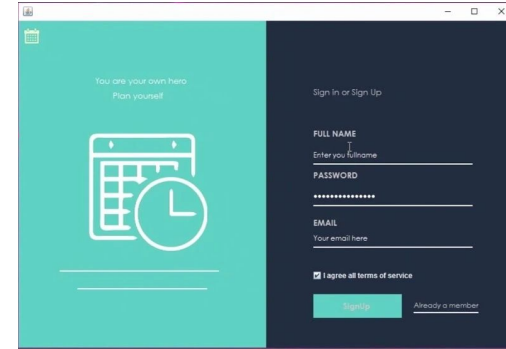 You are your own hero
Plan yourself
Sign In or Sign Up
FULL NAME
Enter you fullname
PASSWORD
EMAIL
Your email here
I agree all terms of service
SignUp
Already a member